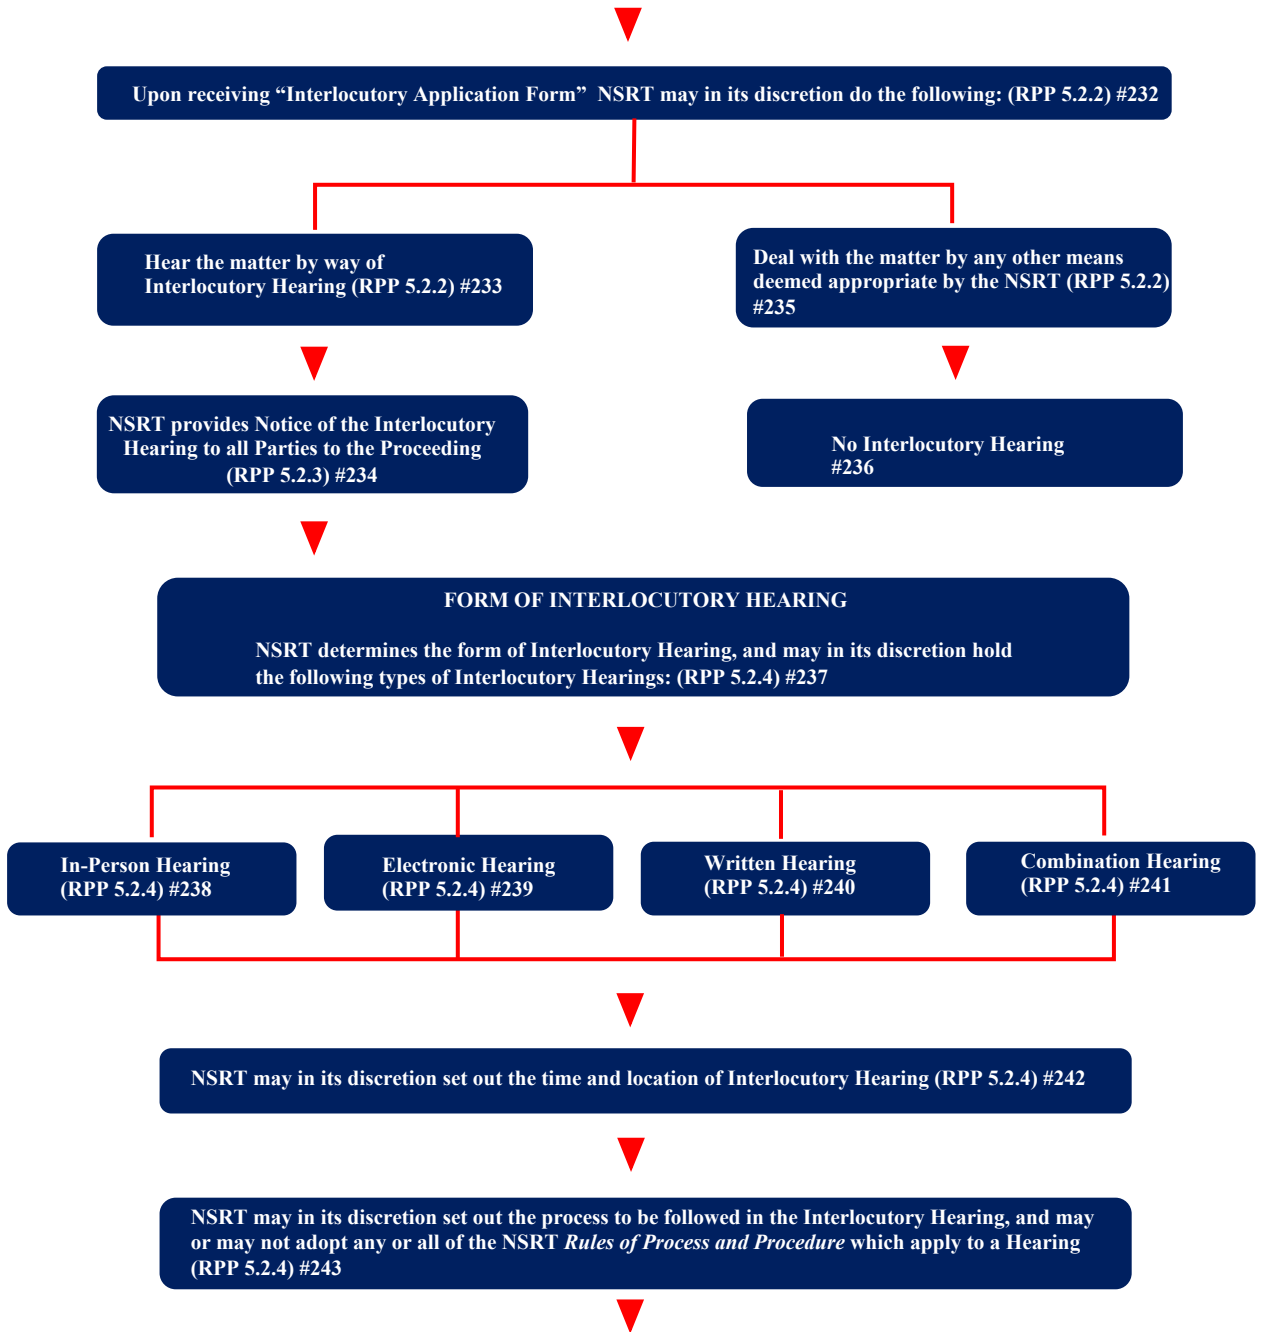 Upon receiving “Interlocutory Application Form”  NSRT may in its discretion do the following: (RPP 5.2.2) #232
Hear the matter by way of
Interlocutory Hearing (RPP 5.2.2) #233
Deal with the matter by any other means
deemed appropriate by the NSRT (RPP 5.2.2)
#235
NSRT provides Notice of the Interlocutory
Hearing to all Parties to the Proceeding
(RPP 5.2.3) #234
No Interlocutory Hearing
#236
FORM OF INTERLOCUTORY HEARING
NSRT determines the form of Interlocutory Hearing, and may in its discretion hold
the following types of Interlocutory Hearings: (RPP 5.2.4) #237
In-Person Hearing
(RPP 5.2.4) #238
Electronic Hearing
(RPP 5.2.4) #239
Written Hearing
(RPP 5.2.4) #240
Combination Hearing
(RPP 5.2.4) #241
NSRT may in its discretion set out the time and location of Interlocutory Hearing (RPP 5.2.4) #242
NSRT may in its discretion set out the process to be followed in the Interlocutory Hearing, and may
or may not adopt any or all of the NSRT Rules of Process and Procedure which apply to a Hearing
(RPP 5.2.4) #243